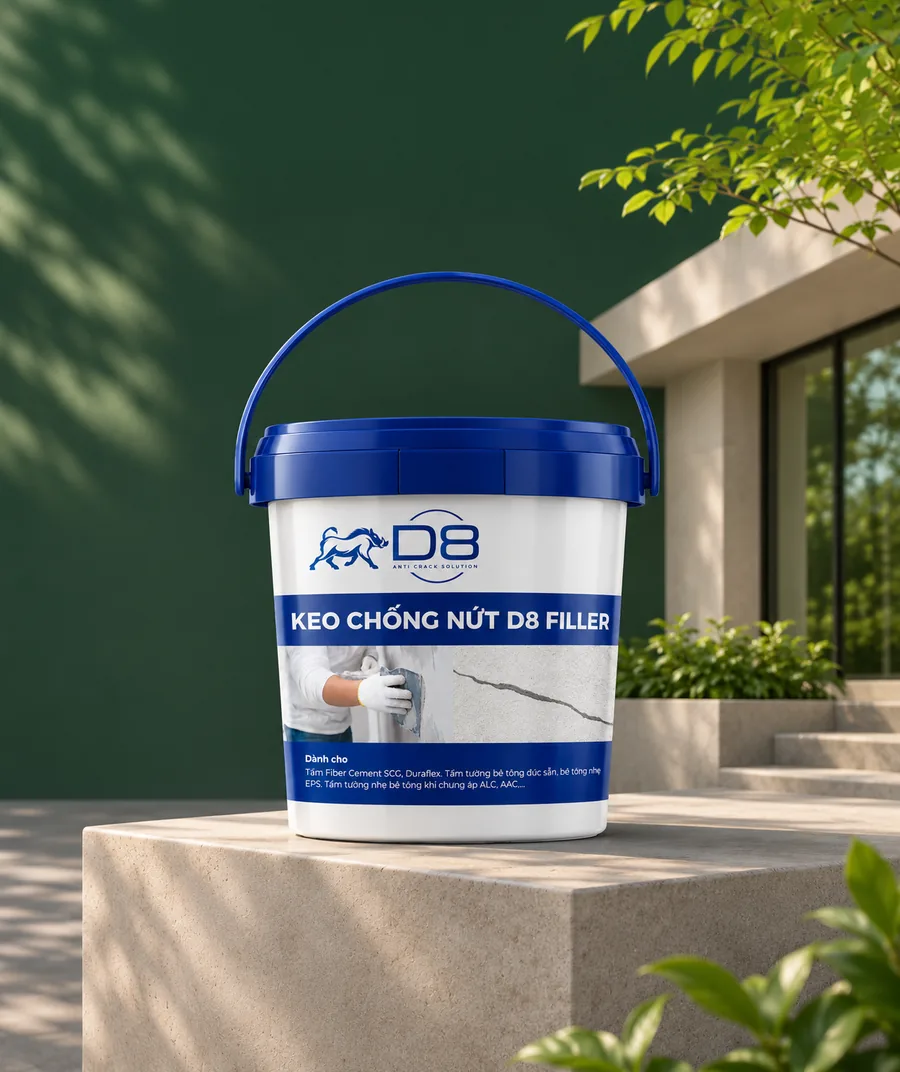 D8
ANTI CRACK SOLUTION
KEO CHỐNG NỨT D8 FILLER
Dành cho
Tấm Fiber Cement SCG, Duraflex. Tấm tường bê tông đúc sẵn, bê tông nhẹ
EPS. Tấm tường nhẹ bê tông khí chưng áp ALC, AAC,...